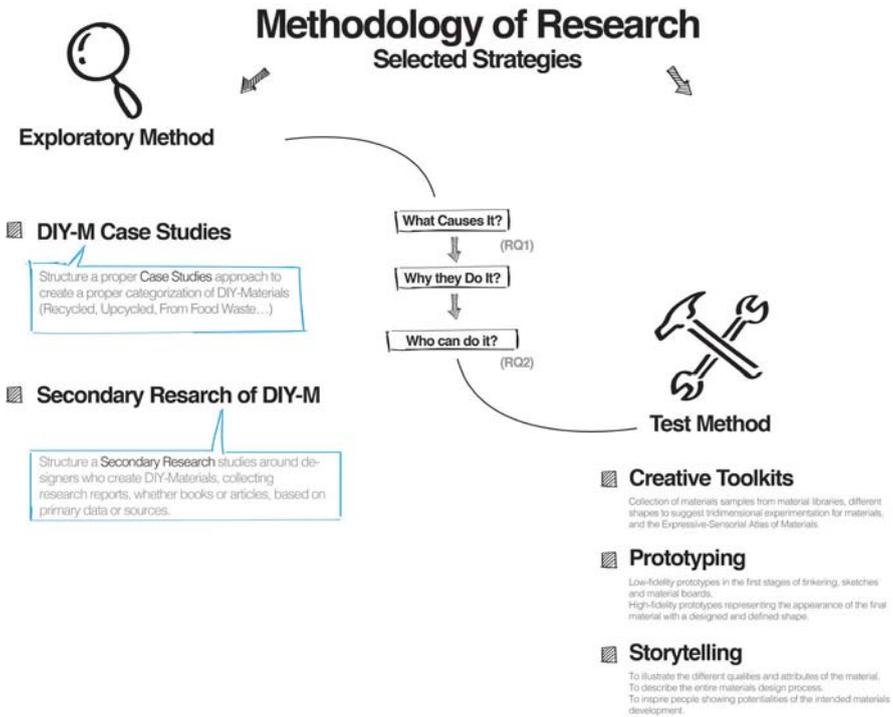 Methodology of Research
Selected Strategies
Exploratory Method
DIY-M Case Studies
Structure a proper Case Studies approach to
create a proper categorization of DIY-Materials
(Recycled, Upcycled, From Food Waste...)
Secondary Resarch of DIY-M
Structure a Secondary Research studies around de-
signers who create DIY-Materials, collecting
research reports, whether books or articles, based on
primary data or sources.
What Causes It?
(RQ1)
Why they Do It?
Who can do it?
(RQ2)
Test Method
Creative Toolkits
Collection of materials samples from material libraries, different
shapes to suggest tridimensional experimentation for materials,
and the Expressive-Sensorial Atlas of Materials
Prototyping
Low-fidelity prototypes in the first stages of tinkering, sketches
and material boards.
High-fidelity prototypes representing the appearance of the final
material with a designed and defined shape.
Storytelling
To illustrate the different qualities and attributes of the material.
To describe the entire materials design process.
To inspire people showing potentialities of the intended materials
development.